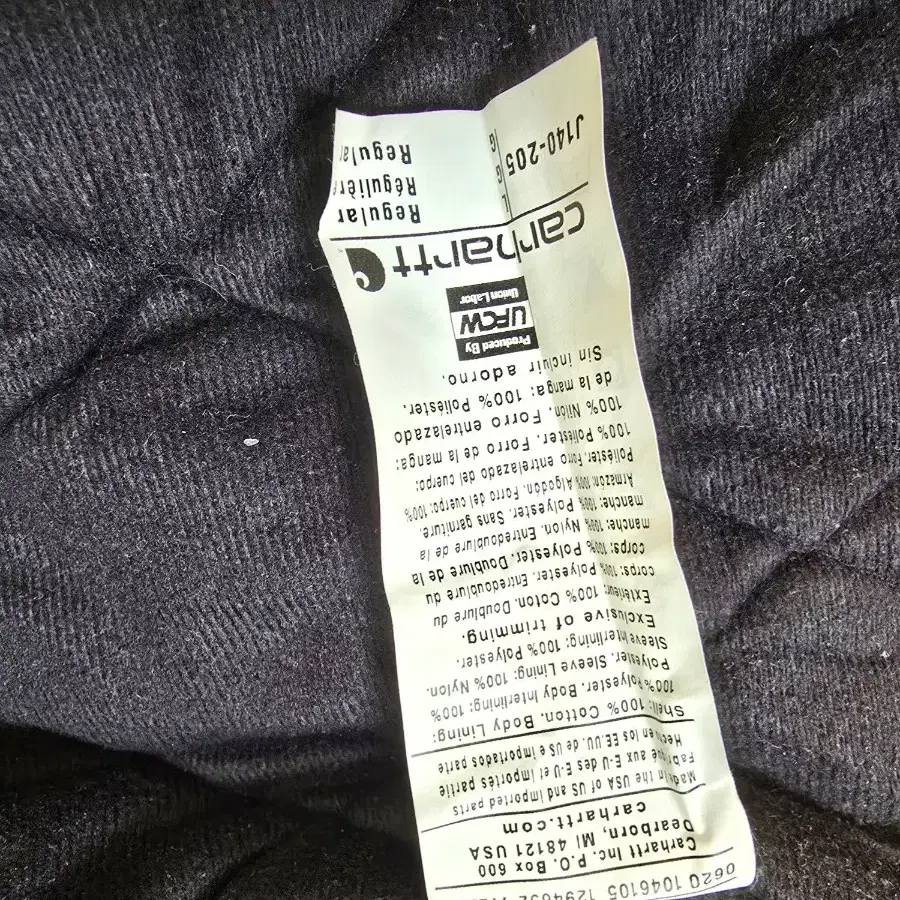 0620 1046105 1294632
Carhartt Inc. P.O. Box 600
Dearborn, MI 48121 USA
carhartt.com
Made in the USA of US and imported parts
Fabriqué aux E-U des E-U et importés partie
Hecho en los EE.UU. de US e importados parte
Shell: 100% Cotton. Body Lining:
100% Polyester. Body Interlining: 100%
Polyester. Sleeve Lining: 100% Nylon.
Sleeve Interlining: 100% Polyester.
Exclusive of trimming.
Extérieur: 100% Coton. Doublure du
corps: 100% Polyester. Entredoublure du
corps: 100% Polyester. Doublure de la
manche: 100% Nylon. Entredoublure de la
manche: 100% Polyester. Sans garniture.
Armazón: 100% Algodón. Forro del cuerpo: 100%
Poliéster. Forro entrelazado del cuerpo:
100% Poliéster. Forro de la manga:
100% Nilón. Forro entrelazado
de la manga: 100% Poliéster.
Sin incluir adorno.
Produced By
UFCW
Union Labor
carhartt
L Regular
G Régulière
J140-205 G Regular